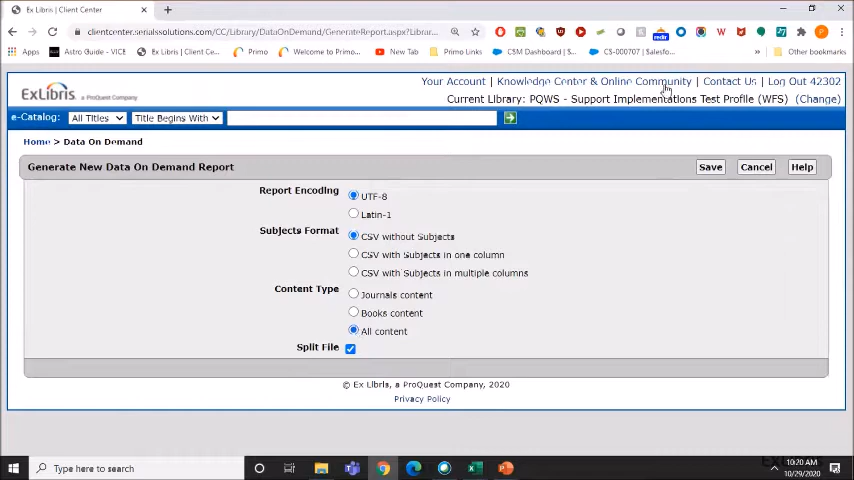 Ex Libris | Client Center
clientcenter.serialssolutions.com/CC/Library/DataOnDemand/GenerateReport.aspx?Library...
Apps
Astro Guide - VICE
Ex Libris | Client Ce...
Primo
Welcome to Primo...
New Tab
Primo Links
CSM Dashboard | S...
redir
CS-000707 | Salesfo...
Other bookmarks
Your Account | Knowledge Center & Online Community | Contact Us | Log Out 42302
ExLibris
a ProQuest Company
Current Library: PQWS - Support Implementations Test Profile (WFS) (Change)
e-Catalog: All Titles Title Begins With
Home > Data On Demand
Generate New Data On Demand Report Save Cancel Help
Report Encoding UTF-8
Latin-1
Subjects Format CSV without Subjects
CSV with Subjects in one column
CSV with Subjects in multiple columns
Content Type Journals content
Books content
All content
Split File
© Ex Libris, a ProQuest Company, 2020
Privacy Policy
Type here to search
10:20 AM
10/29/2020